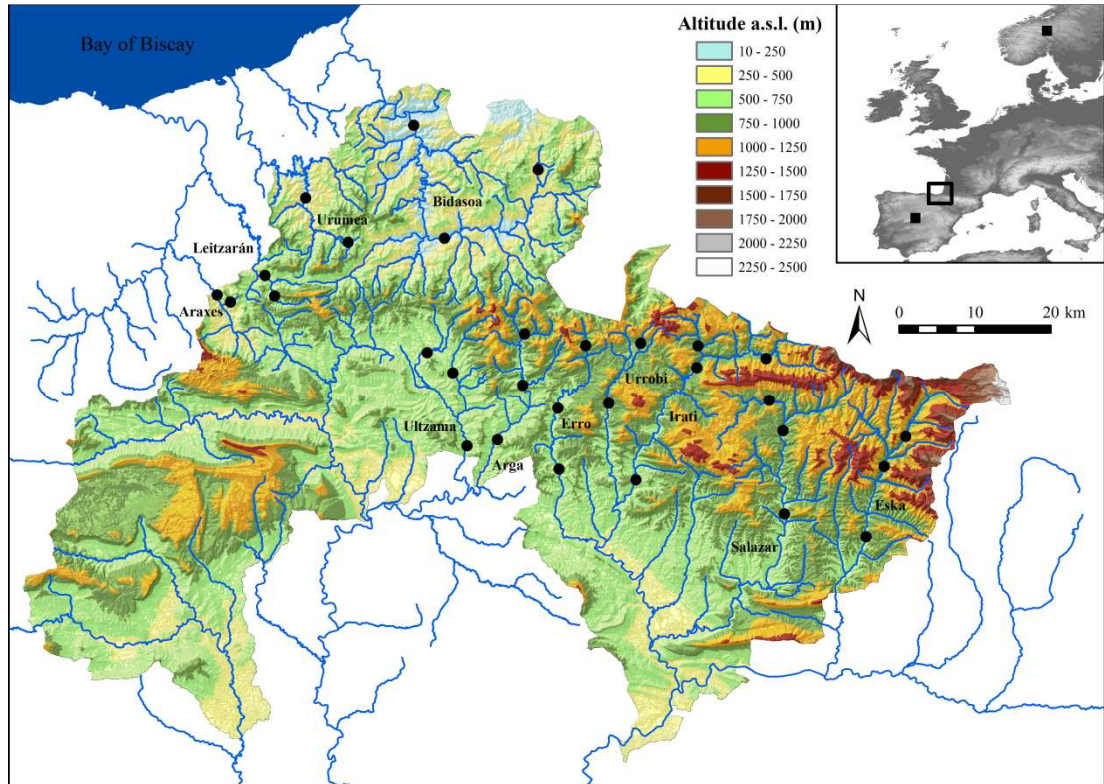 Bay of Biscay
Altitude a.s.l. (m)
10 - 250
250 - 500
500 - 750
750 - 1000
1000 - 1250
1250 - 1500
1500 - 1750
1750 - 2000
2000 - 2250
2250 - 2500
N
0 10 20 km
Bidasoa
Urumea
Leitzarán
Araxes
Urrobi
Irati
Erro
Ultzama
Arga
Eska
Salazar